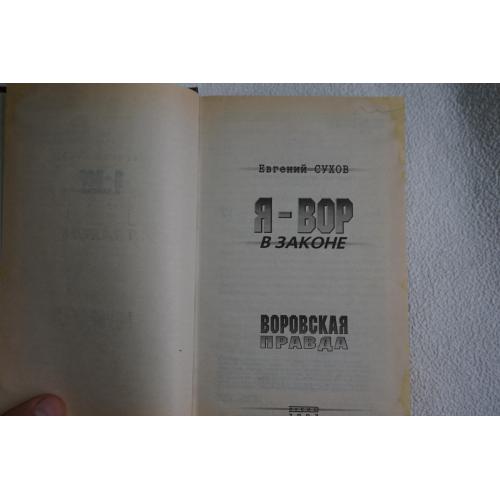 Евгений СУХОВ
Я – ВОР
В ЗАКОНЕ
ВОРОВСКАЯ
ПРАВДА